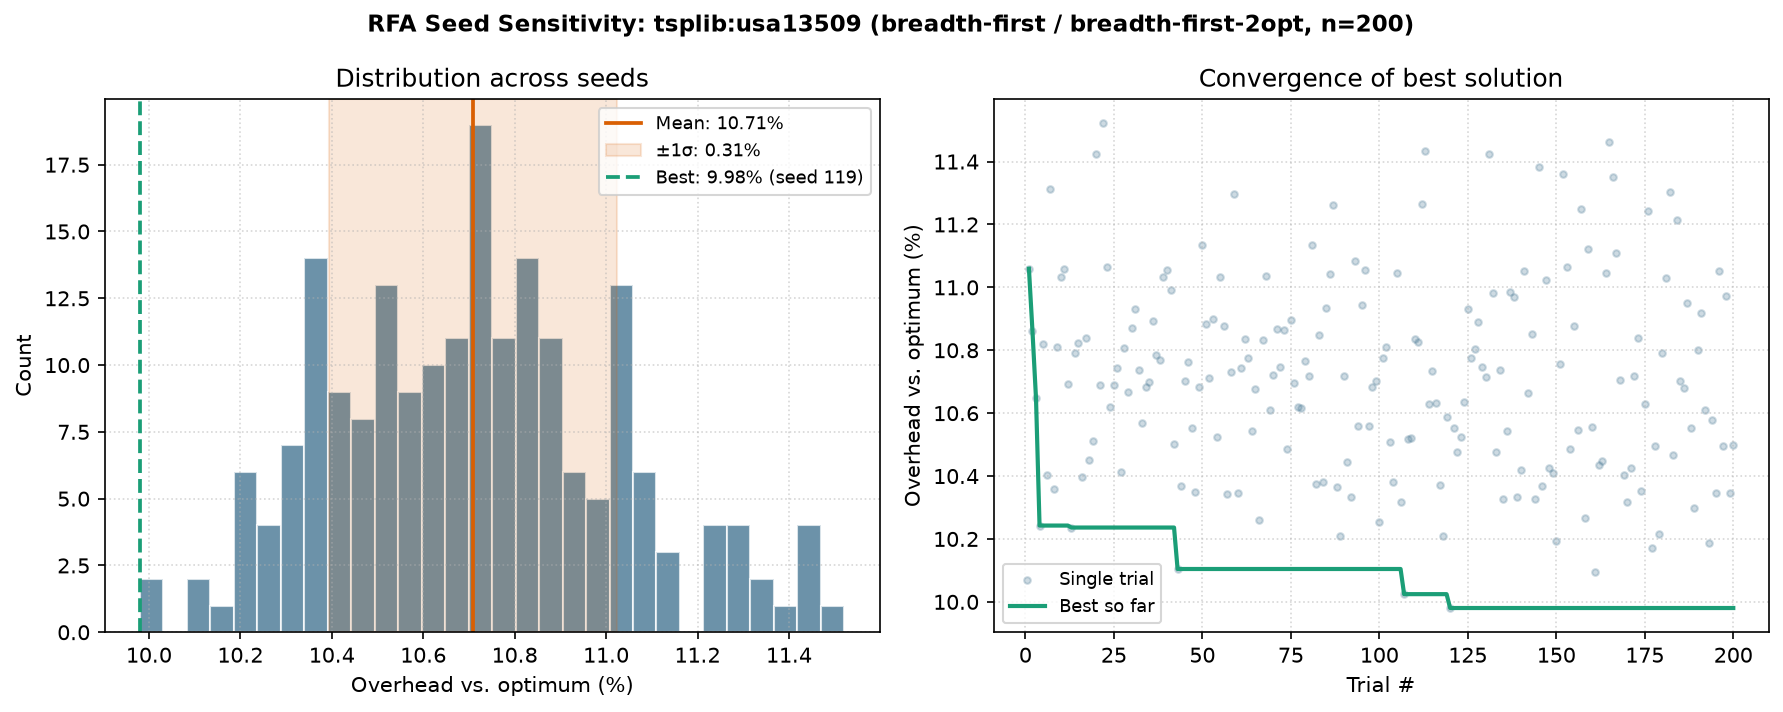 RFA Seed Sensitivity: tsplib:usa13509 (breadth-first / breadth-first-2opt, n=200)
Distribution across seeds
Mean: 10.71%
±1σ: 0.31%
Best: 9.98% (seed 119)
17.5
15.0
12.5
10.0
7.5
5.0
2.5
0.0
Count
10.0 10.2 10.4 10.6 10.8 11.0 11.2 11.4
Overhead vs. optimum (%)
Convergence of best solution
11.4
11.2
11.0
10.8
10.6
10.4
10.2
10.0
Overhead vs. optimum (%)
Single trial
Best so far
0 25 50 75 100 125 150 175 200
Trial #